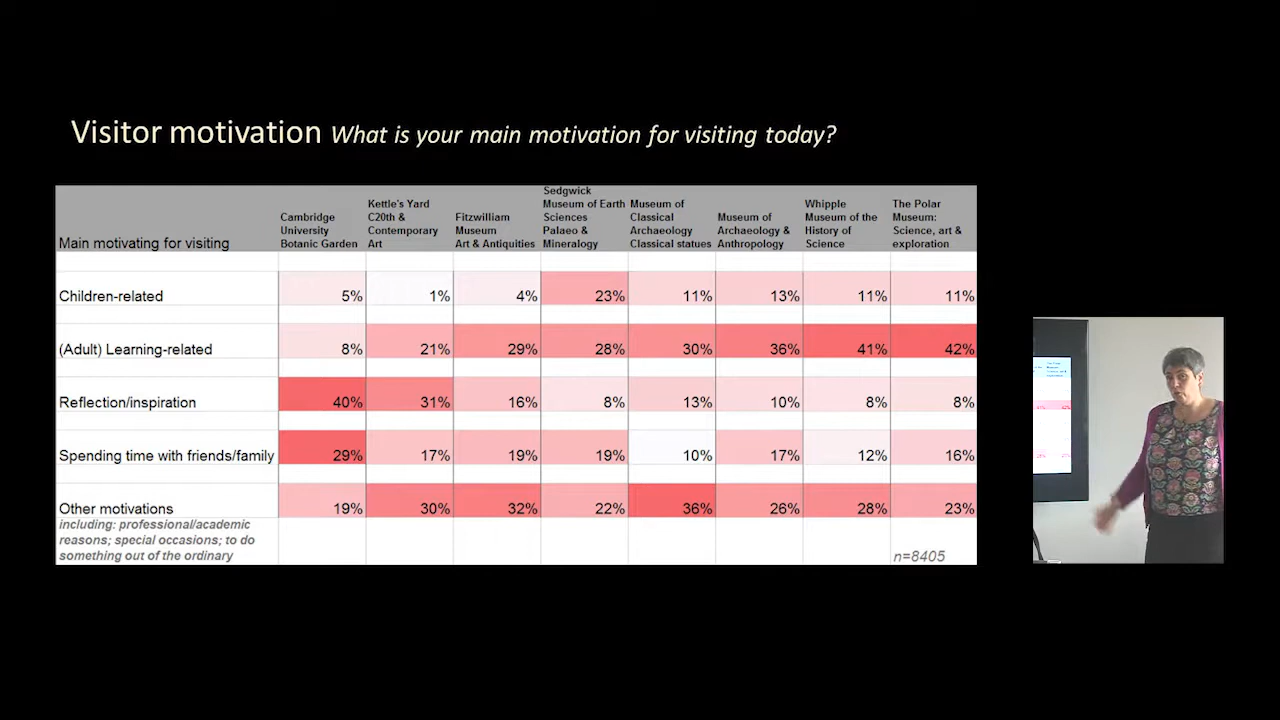 Visitor motivation What is your main motivation for visiting today?
Main motivating for visiting
Cambridge
University
Botanic Garden
Kettle's Yard
C20th &
Contemporary
Art
Fitzwilliam
Museum
Art & Antiquities
Sedgwick
Museum of Earth
Sciences
Palaeo &
Mineralogy
Museum of
Classical
Archaeology
Classical statues
Museum of
Archaeology &
Anthropology
Whipple
Museum of the
History of
Science
The Polar
Museum:
Science, art &
exploration
Children-related 5% 1% 4% 23% 11% 13% 11% 11%
(Adult) Learning-related 8% 21% 29% 28% 30% 36% 41% 42%
Reflection/inspiration 40% 31% 16% 8% 13% 10% 8% 8%
Spending time with friends/family 29% 17% 19% 19% 10% 17% 12% 16%
Other motivations 19% 30% 32% 22% 36% 26% 28% 23%
including: professional/academic
reasons; special occasions; to do
something out of the ordinary
n=8405